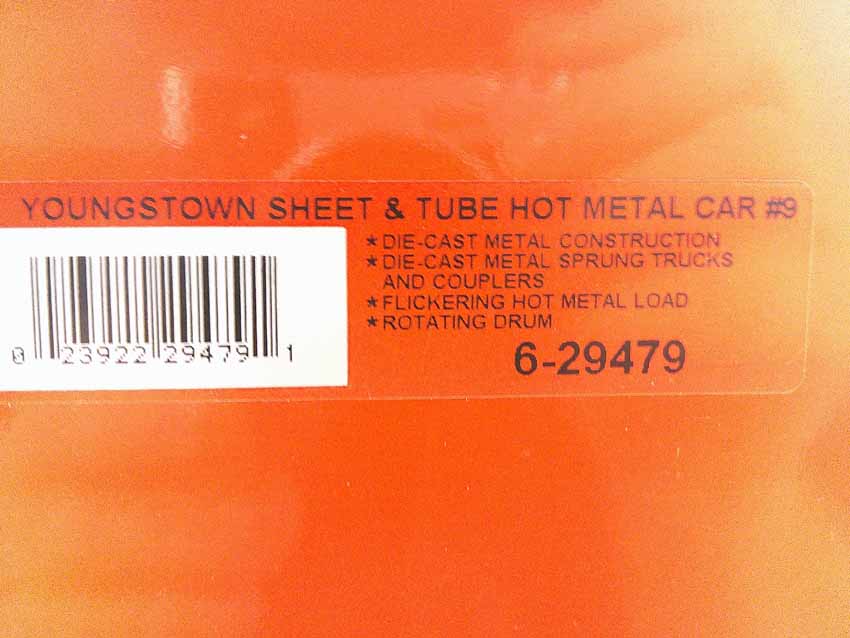 YOUNGSTOWN SHEET & TUBE HOT METAL CAR #9
*DIE-CAST METAL CONSTRUCTION
*DIE-CAST METAL SPRUNG TRUCKS
AND COUPLERS
*FLICKERING HOT METAL LOAD
*ROTATING DRUM
6-29479
0 23922 29479 1